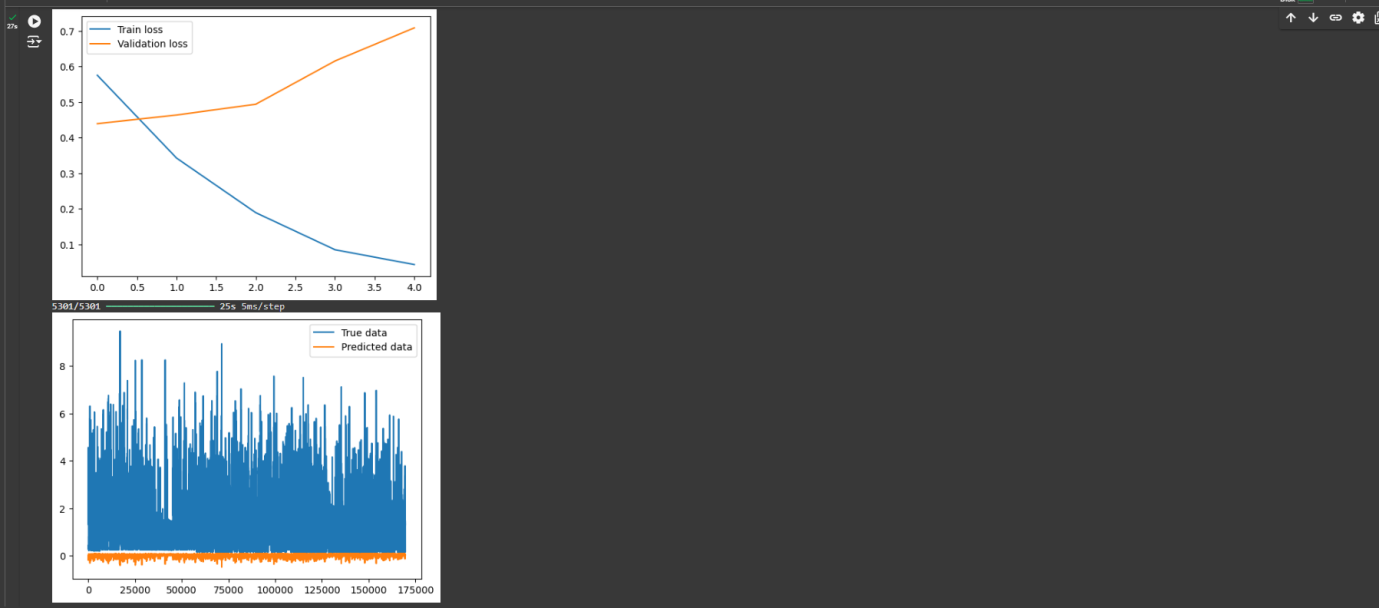 27s
Train loss
Validation loss
0.7
0.6
0.5
0.4
0.3
0.2
0.1
0.0 0.5 1.0 1.5 2.0 2.5 3.0 3.5 4.0
5301/5301 25s 5ms/step
True data
Predicted data
8
6
4
2
0
0 25000 50000 75000 100000 125000 150000 175000